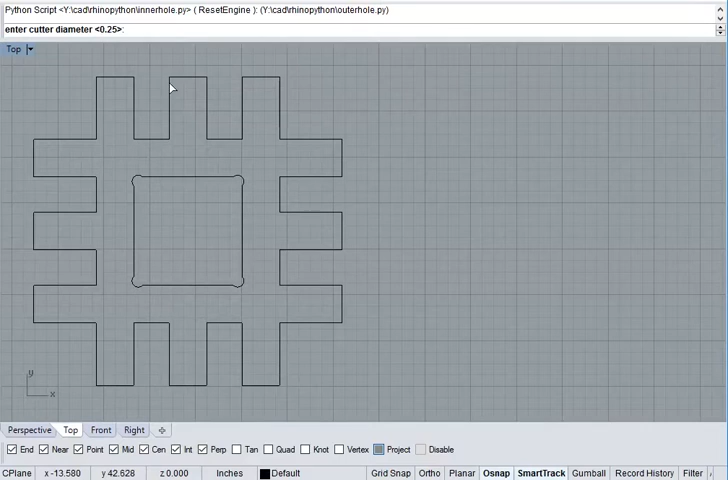 Python Script <Y:\cad\rhinopython\innerhole.py> ( ResetEngine ): (Y:\cad\rhinopython\outerhole.py)
enter cutter diameter <0.25>:
Top
y
x
Perspective Top Front Right
End Near Point Mid Cen Int Perp Tan Quad Knot Vertex Project Disable
CPlane x -13.580 y 42.628 z 0.000 Inches Default Grid Snap Ortho Planar Osnap SmartTrack Gumball Record History Filter